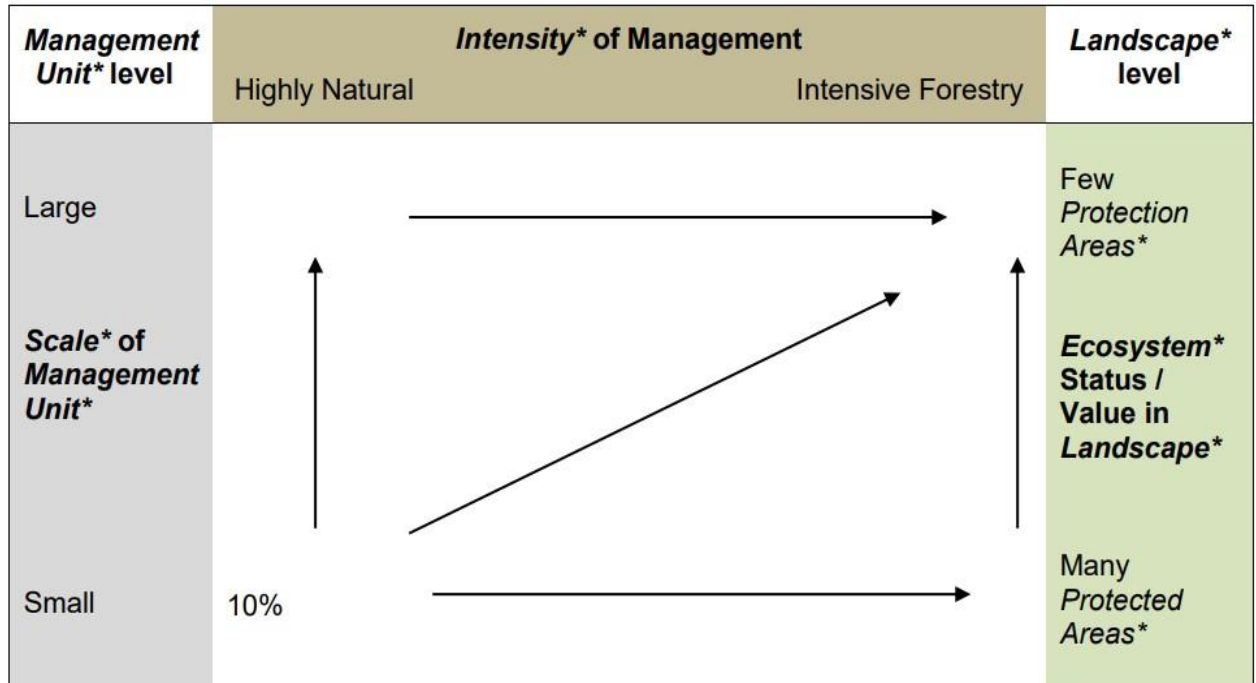 Management
Unit* level
Intensity* of Management
Highly Natural
Intensive Forestry
Landscape*
level
Large
Few
Protection
Areas*
Scale* of
Management
Unit*
Ecosystem*
Status /
Value in
Landscape*
Small
10%
Many
Protected
Areas*